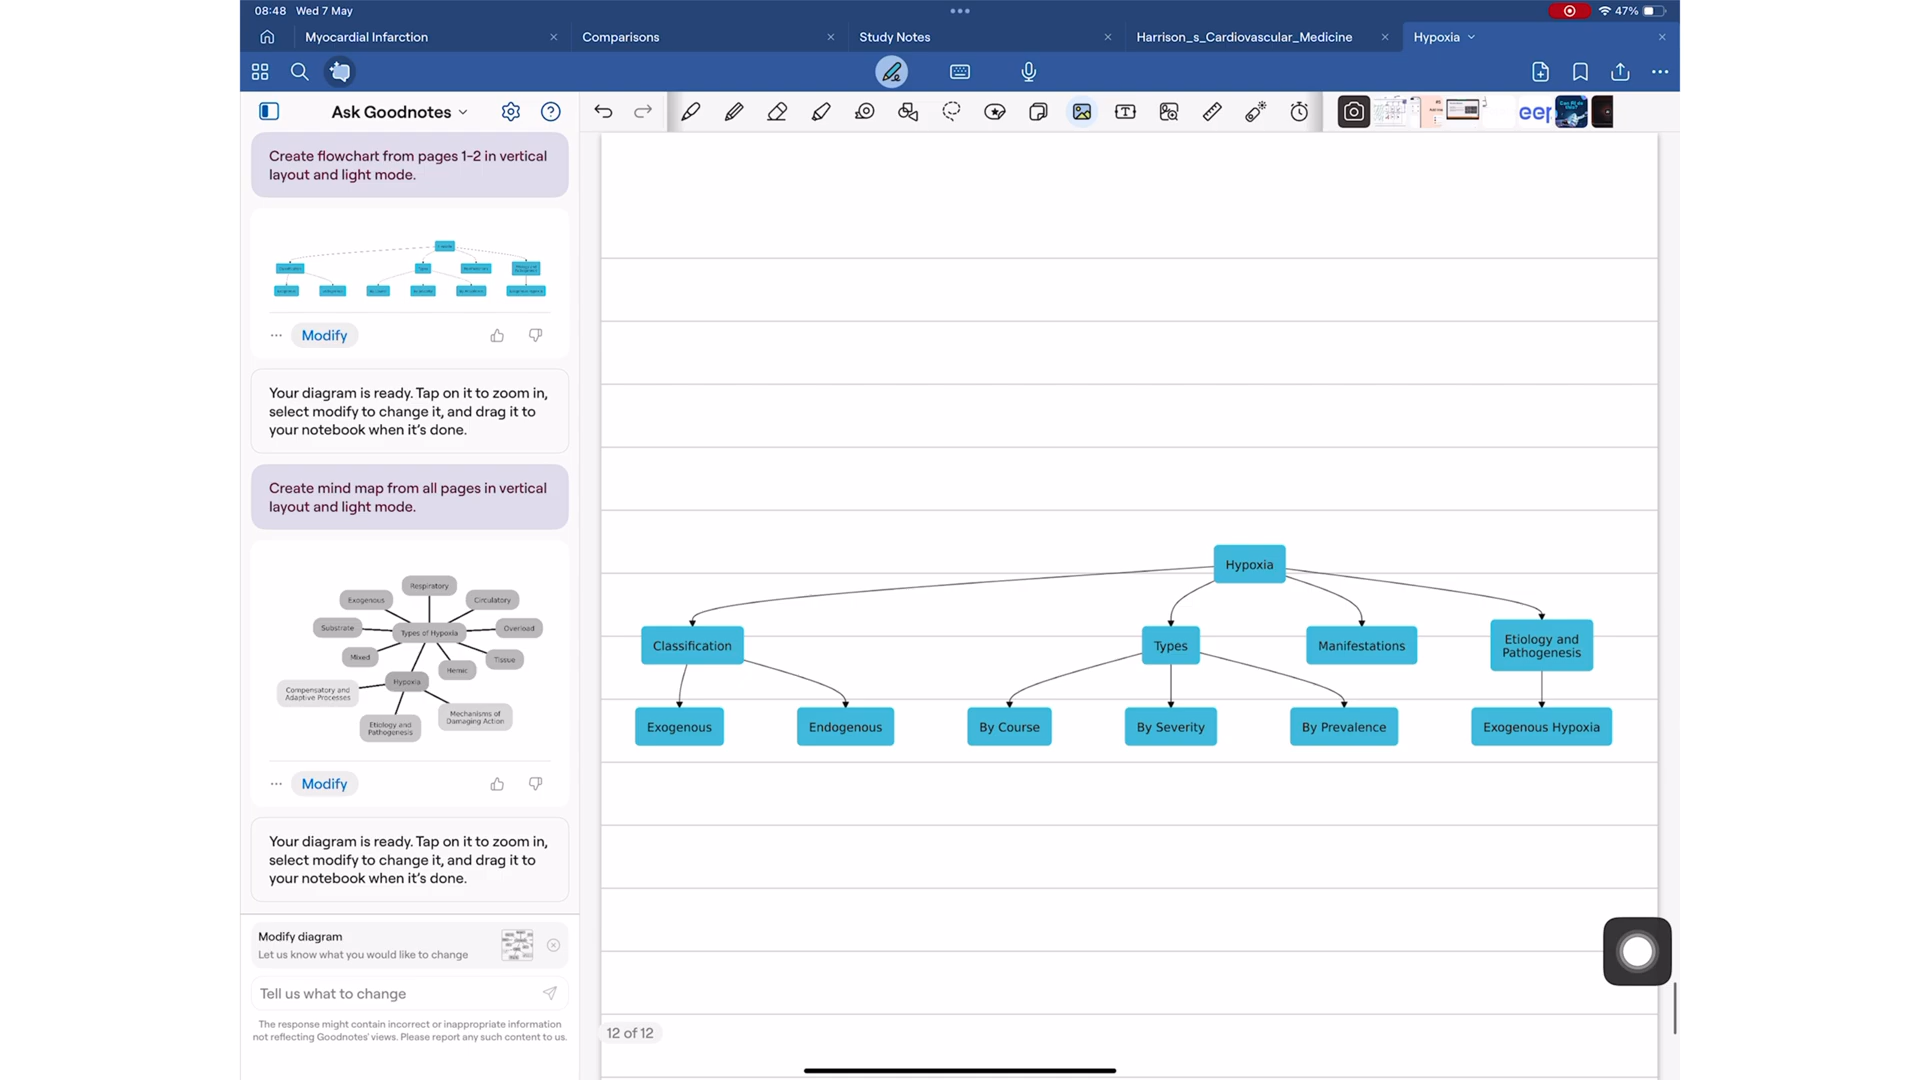 08:48 Wed 7 May
47%
Myocardial Infarction
Comparisons
Study Notes
Harrison_s_Cardiovascular_Medicine
Hypoxia
Ask Goodnotes
Create flowchart from pages 1-2 in vertical
layout and light mode.
Modify
Your diagram is ready. Tap on it to zoom in,
select modify to change it, and drag it to
your notebook when it’s done.
Create mind map from all pages in vertical
layout and light mode.
Respiratory
Exogenous
Circulatory
Substrate
Types of Hypoxia
Overload
Mixed
Hemic
Tissue
Hypoxia
Compensatory and
Adaptive Processes
Etiology and
Pathogenesis
Mechanisms of
Damaging Action
Modify
Your diagram is ready. Tap on it to zoom in,
select modify to change it, and drag it to
your notebook when it’s done.
Modify diagram
Let us know what you would like to change
Tell us what to change
The response might contain incorrect or inappropriate information
not reflecting Goodnotes’ views. Please report any such content to us.
Hypoxia
Classification
Types
Manifestations
Etiology and
Pathogenesis
Exogenous
Endogenous
By Course
By Severity
By Prevalence
Exogenous Hypoxia
12 of 12